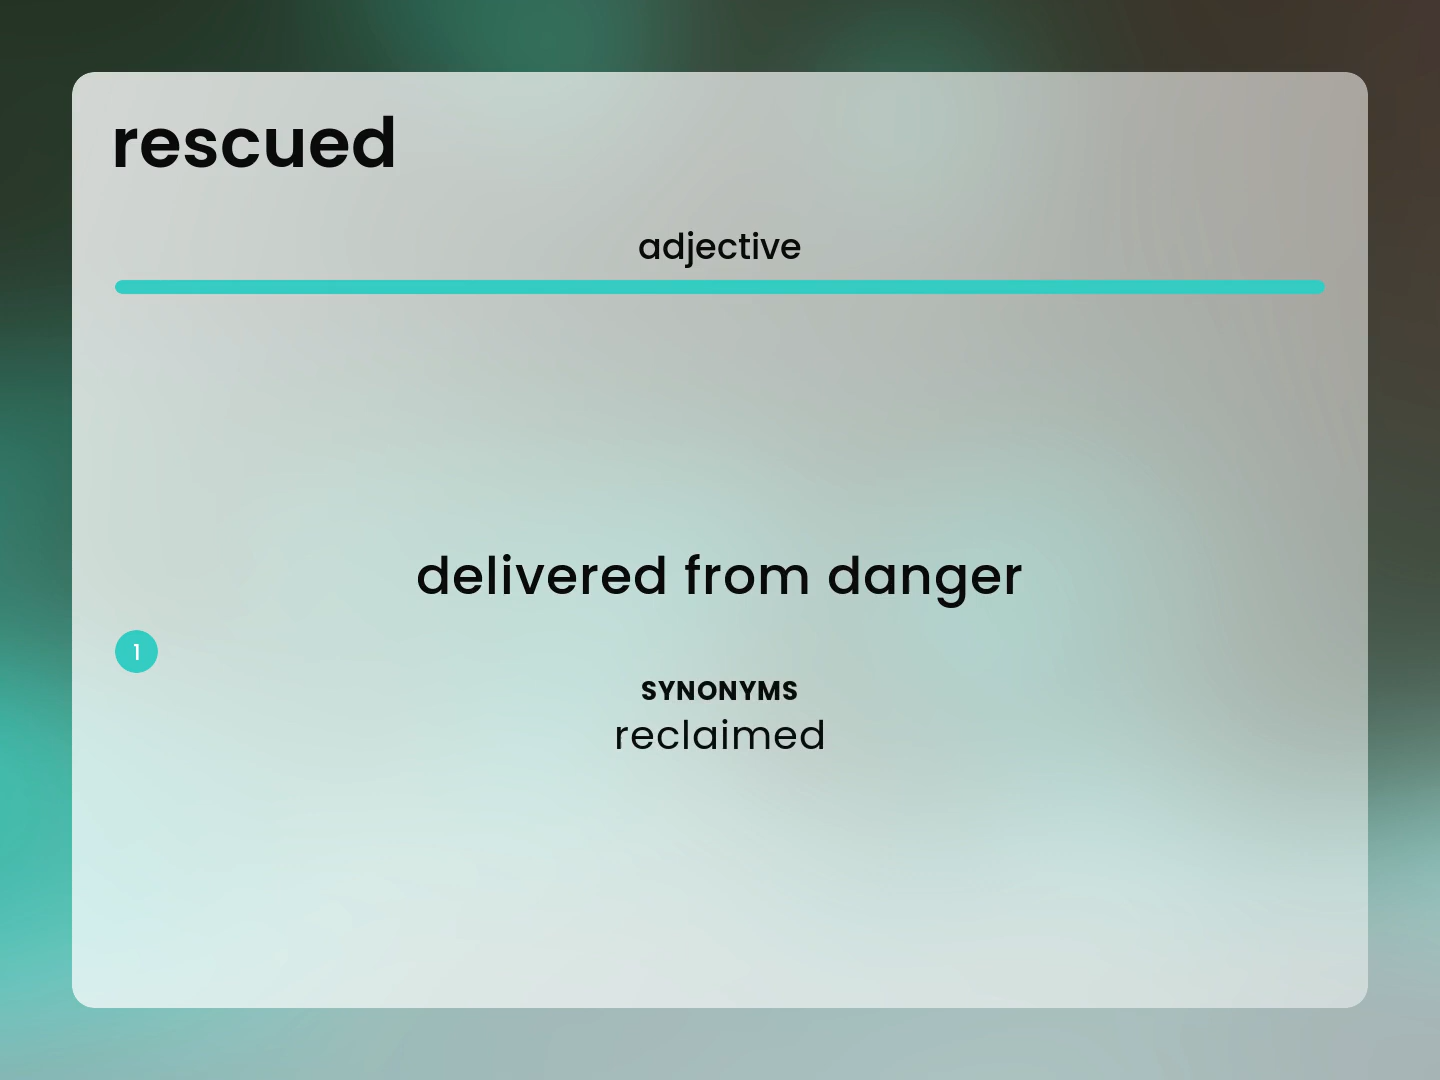 rescued
adjective
delivered from danger
1
SYNONYMS
reclaimed